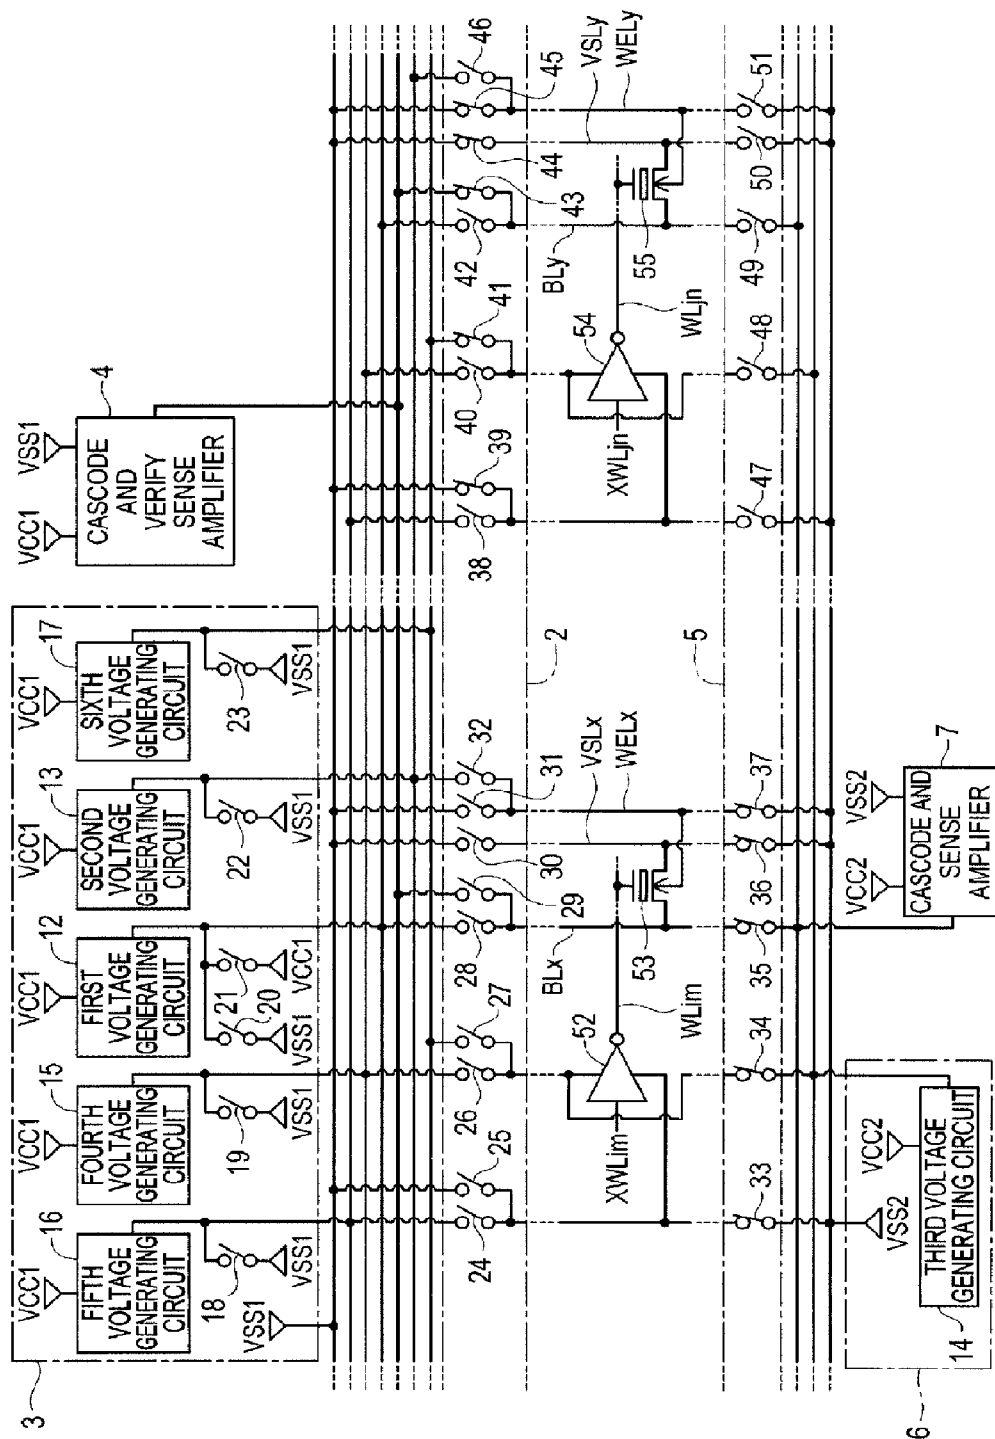 3
VCC1
16
FIFTH
VOLTAGE
GENERATING
CIRCUIT
18
VSS1
VSS1
VCC1
15
FOURTH
VOLTAGE
GENERATING
CIRCUIT
19
VSS1
VCC1
12
FIRST
VOLTAGE
GENERATING
CIRCUIT
21
20
VSS1
VCC1
VCC1
13
SECOND
VOLTAGE
GENERATING
CIRCUIT
22
VSS1
VCC1
17
SIXTH
VOLTAGE
GENERATING
CIRCUIT
23
VSS1
VCC1
VSS1
4
CASCODE
AND
VERIFY
SENSE
AMPLIFIER
24
25
26
27
28
29
30
31
32
38
39
40
41
42
43
44
45
46
2
BLx
VSLx
WELx
XWLim
52
WLim
53
BLy
VSLy
WELy
XWLjn
54
WLjn
55
5
33
34
35
36
37
47
48
49
50
51
6
VSS2
VCC2
14
THIRD VOLTAGE
GENERATING CIRCUIT
VCC2
VSS2
7
CASCODE AND
SENSE
AMPLIFIER